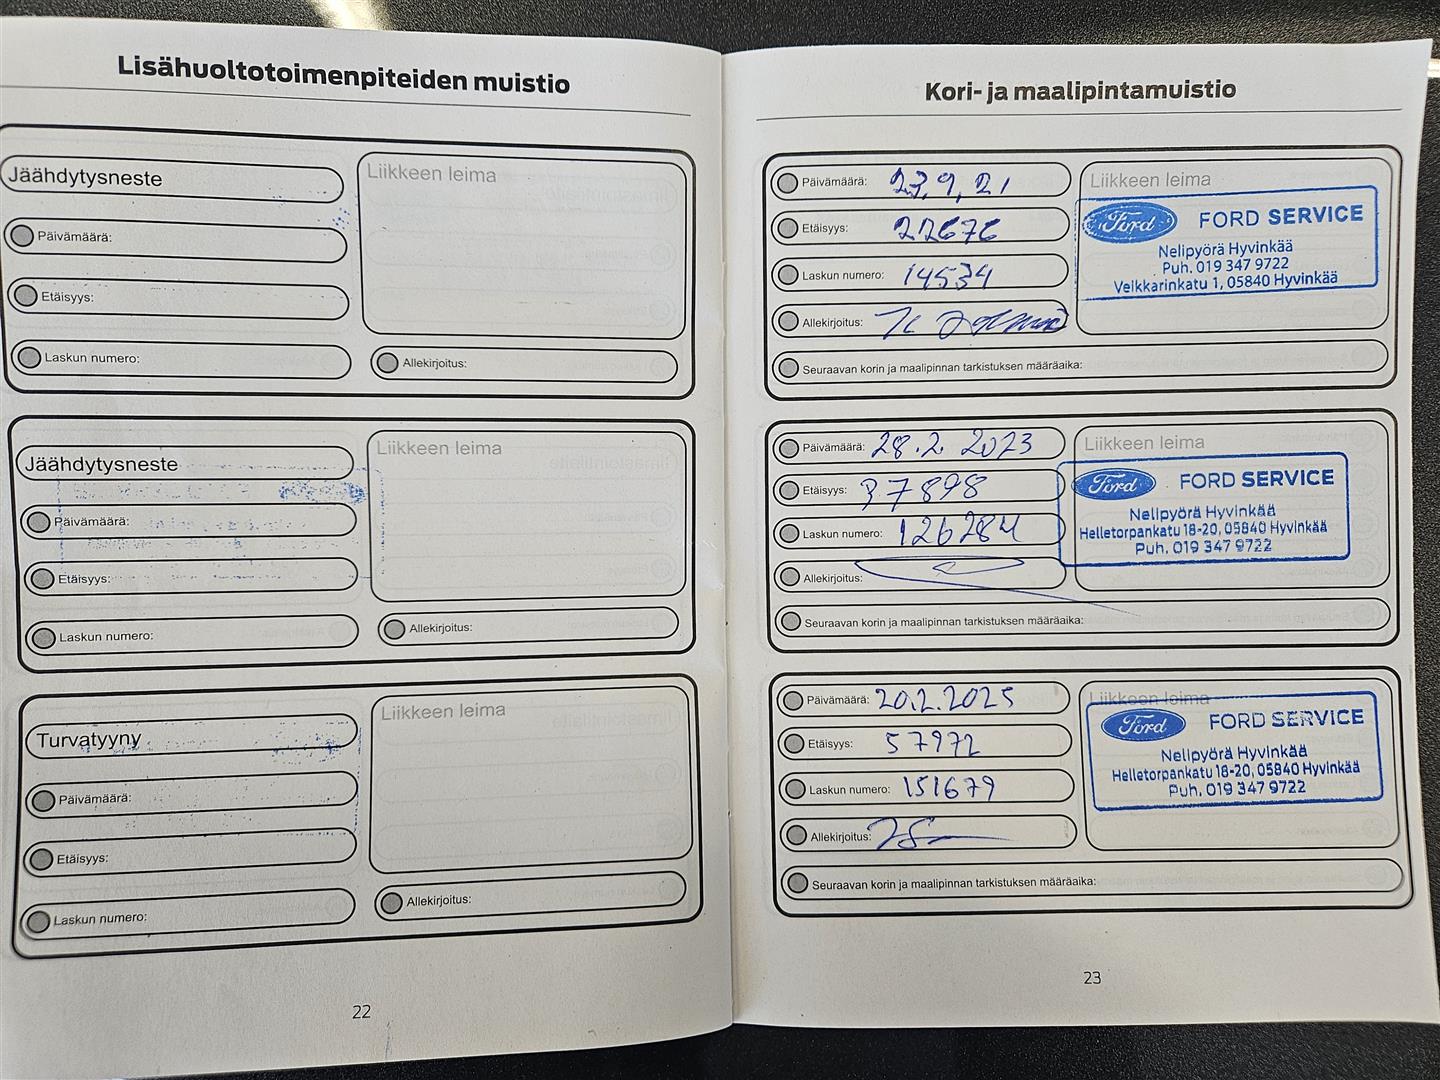 Lisähuoltotoimenpiteiden muistio
Jäähdytysneste
Liikkeen leima
Päivämäärä:
Etäisyys:
Laskun numero:
Allekirjoitus:
Jäähdytysneste
Liikkeen leima
Päivämäärä:
Etäisyys:
Laskun numero:
Allekirjoitus:
Turvatyyny
Liikkeen leima
Päivämäärä:
Etäisyys:
Laskun numero:
Allekirjoitus:
22
Kori- ja maalipintamuistio
Päivämäärä: 23.9.21
Etäisyys: 22676
Laskun numero: 14534
Allekirjoitus:
Liikkeen leima
Ford FORD SERVICE
Nelipyörä Hyvinkää
Puh. 019 347 9722
Veikkarinkatu 1, 05840 Hyvinkää
Seuraavan korin ja maalipinnan tarkistuksen määräaika:
Päivämäärä: 28.2.2023
Etäisyys: 37898
Laskun numero: 126284
Allekirjoitus:
Liikkeen leima
Ford FORD SERVICE
Nelipyörä Hyvinkää
Helletorpankatu 18-20, 05840 Hyvinkää
Puh. 019 347 9722
Seuraavan korin ja maalipinnan tarkistuksen määräaika:
Päivämäärä: 20.2.2025
Etäisyys: 57972
Laskun numero: 151679
Allekirjoitus:
Liikkeen leima
Ford FORD SERVICE
Nelipyörä Hyvinkää
Helletorpankatu 18-20, 05840 Hyvinkää
Puh. 019 347 9722
Seuraavan korin ja maalipinnan tarkistuksen määräaika:
23